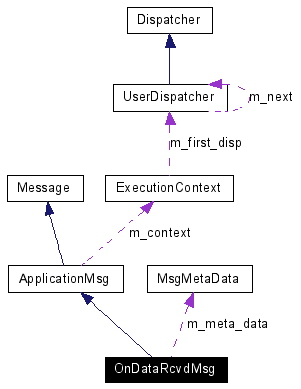 Dispatcher
UserDispatcher
m_next
m_first_disp
Message
ExecutionContext
m_context
ApplicationMsg
MsgMetaData
m_meta_data
OnDataRcvdMsg